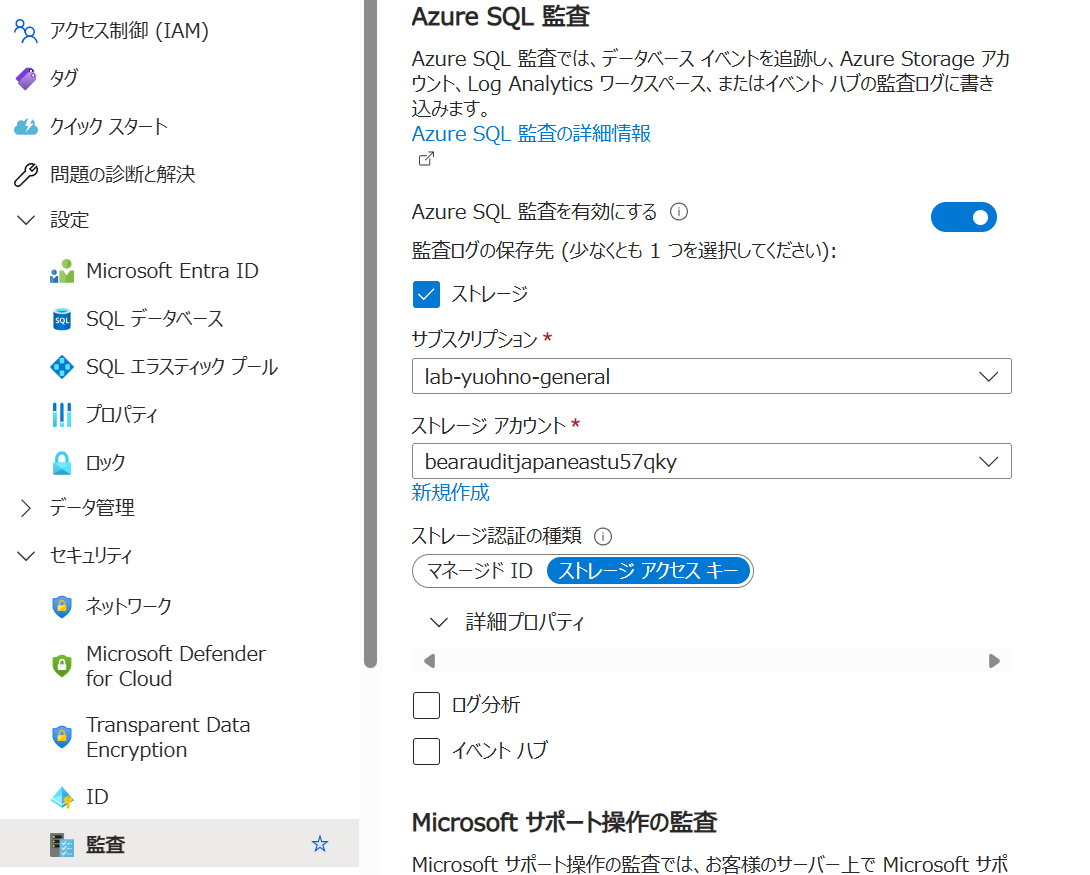 アクセス制御 (IAM)
タグ
クイック スタート
問題の診断と解決
設定
Microsoft Entra ID
SQL データベース
SQL エラスティック プール
プロパティ
ロック
データ管理
セキュリティ
ネットワーク
Microsoft Defender
for Cloud
Transparent Data
Encryption
ID
監査
Azure SQL 監査
Azure SQL 監査では、データベース イベントを追跡し、Azure Storage アカ
ウント、Log Analytics ワークスペース、またはイベント ハブの監査ログに書き
込みます。
Azure SQL 監査の詳細情報
Azure SQL 監査を有効にする
監査ログの保存先 (少なくとも 1 つを選択してください):
ストレージ
サブスクリプション *
lab-yuohno-general
ストレージ アカウント *
bearauditjapaneastu57qky
新規作成
ストレージ認証の種類
マネージド ID ストレージ アクセス キー
詳細プロパティ
ログ分析
イベント ハブ
Microsoft サポート操作の監査
Microsoft サポート操作の監査では、お客様のサーバー上で Microsoft サポ